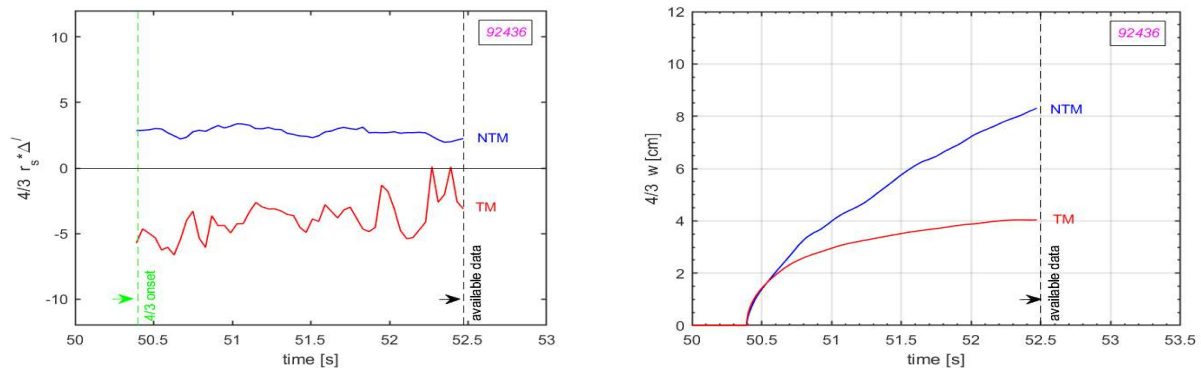 92436
10
5
0
-5
-10
4/3 r_s*Δ'
NTM
TM
4/3 onset
available data
50 50.5 51 51.5 52 52.5 53
time [s]
92436
12
10
8
6
4
2
0
4/3 w [cm]
NTM
TM
available data
50 50.5 51 51.5 52 52.5 53 53.5
time [s]